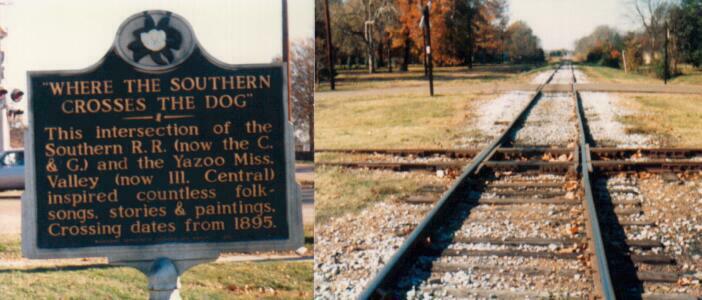 "WHERE THE SOUTHERN
CROSSES THE DOG"
This intersection of the
Southern R.R. (now the C.
& G.) and the Yazoo Miss.
Valley (now Ill. Central)
inspired countless folk-
songs, stories & paintings.
Crossing dates from 1895.